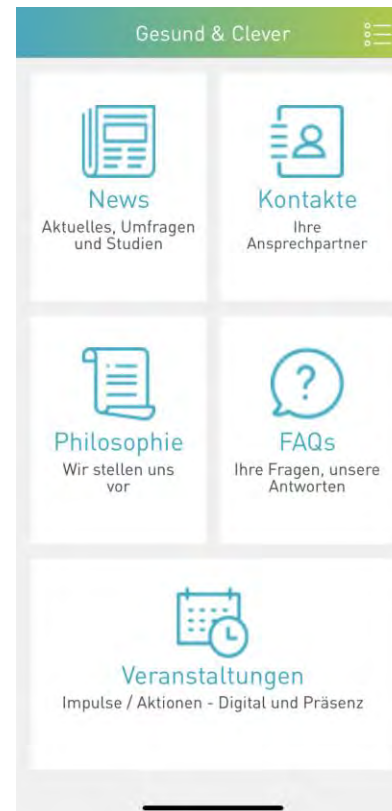 Gesund & Clever
News
Aktuelles, Umfragen
und Studien
Kontakte
Ihre
Ansprechpartner
Philosophie
Wir stellen uns
vor
?
FAQs
Ihre Fragen, unsere
Antworten
Veranstaltungen
Impulse / Aktionen - Digital und Präsenz